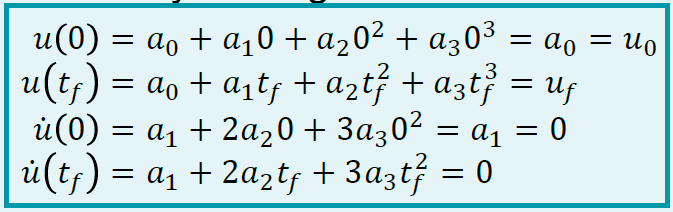 u(0) = a₀ + a₁0 + a₂0² + a₃0³ = a₀ = u₀
u(t_f) = a₀ + a₁t_f + a₂t_f² + a₃t_f³ = u_f
u̇(0) = a₁ + 2a₂0 + 3a₃0² = a₁ = 0
u̇(t_f) = a₁ + 2a₂t_f + 3a₃t_f² = 0